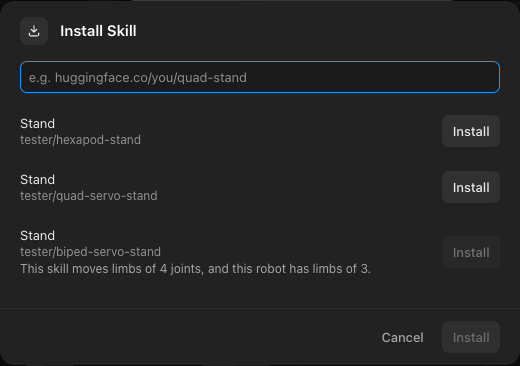 Install Skill
e.g. huggingface.co/you/quad-stand
Stand
tester/hexapod-stand
Install
Stand
tester/quad-servo-stand
Install
Stand
tester/biped-servo-stand
This skill moves limbs of 4 joints, and this robot has limbs of 3.
Install
Cancel
Install